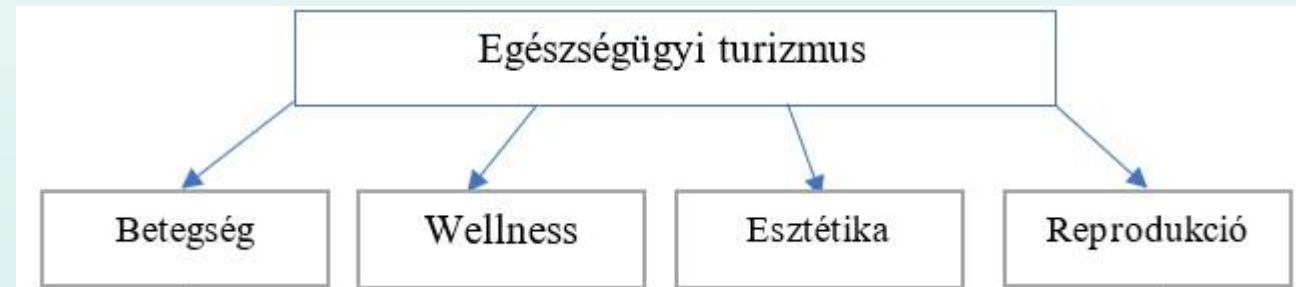 Egészségügyi turizmus
Betegség
Wellness
Esztétika
Reprodukció